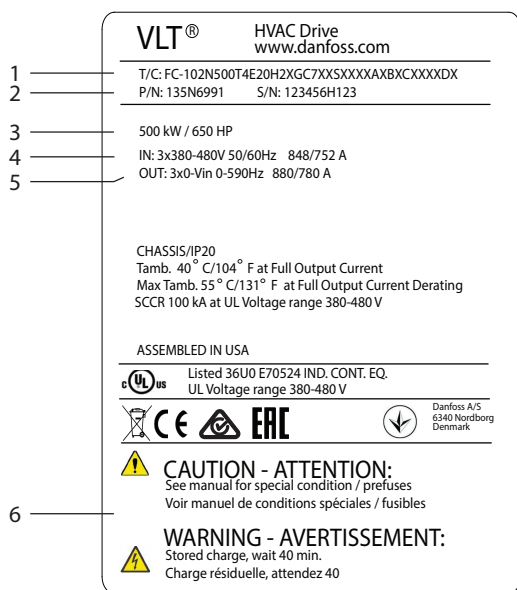 VLT® HVAC Drive
www.danfoss.com
1 T/C: FC-102N500T4E20H2XGC7XXSXXXXAXBXCXXXXDX
2 P/N: 135N6991 S/N: 123456H123
3 500 kW / 650 HP
4 IN: 3x380-480V 50/60Hz 848/752 A
5 OUT: 3x0-Vin 0-590Hz 880/780 A
CHASSIS/IP20
Tamb. 40° C/104° F at Full Output Current
Max Tamb. 55° C/131° F at Full Output Current Derating
SCCR 100 kA at UL Voltage range 380-480 V
ASSEMBLED IN USA
c UL us Listed 36U0 E70524 IND. CONT. EQ.
UL Voltage range 380-480 V
CE EAC
Danfoss A/S
6340 Nordborg
Denmark
CAUTION - ATTENTION:
See manual for special condition / prefuses
Voir manuel de conditions spéciales / fusibles
6
WARNING - AVERTISSEMENT:
Stored charge, wait 40 min.
Charge résiduelle, attendez 40